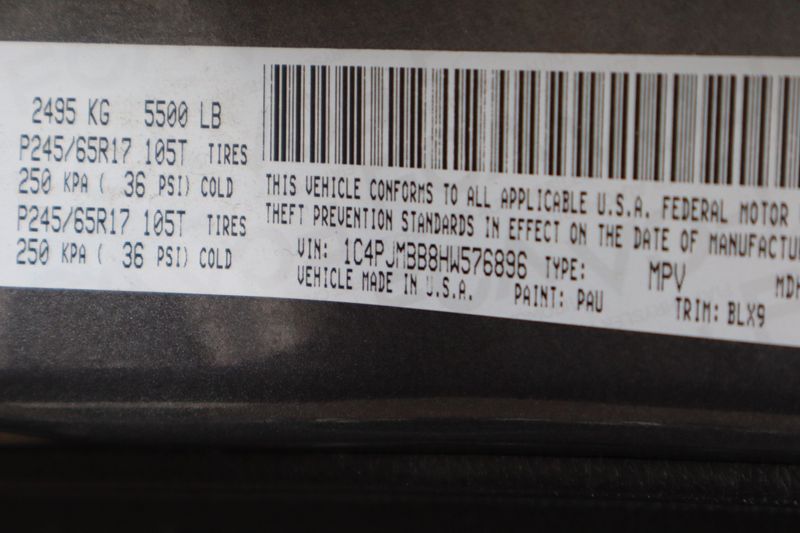 2495 KG 5500 LB
P245/65R17 105T TIRES
250 KPA ( 36 PSI) COLD
P245/65R17 105T TIRES
250 KPA ( 36 PSI) COLD
THIS VEHICLE CONFORMS TO ALL APPLICABLE U.S.A. FEDERAL MOTOR
THEFT PREVENTION STANDARDS IN EFFECT ON THE DATE OF MANUFACTU
VIN: 1C4PJMBB8HW576896 TYPE: MPV MDH
VEHICLE MADE IN U.S.A. PAINT: PAU TRIM: BLX9